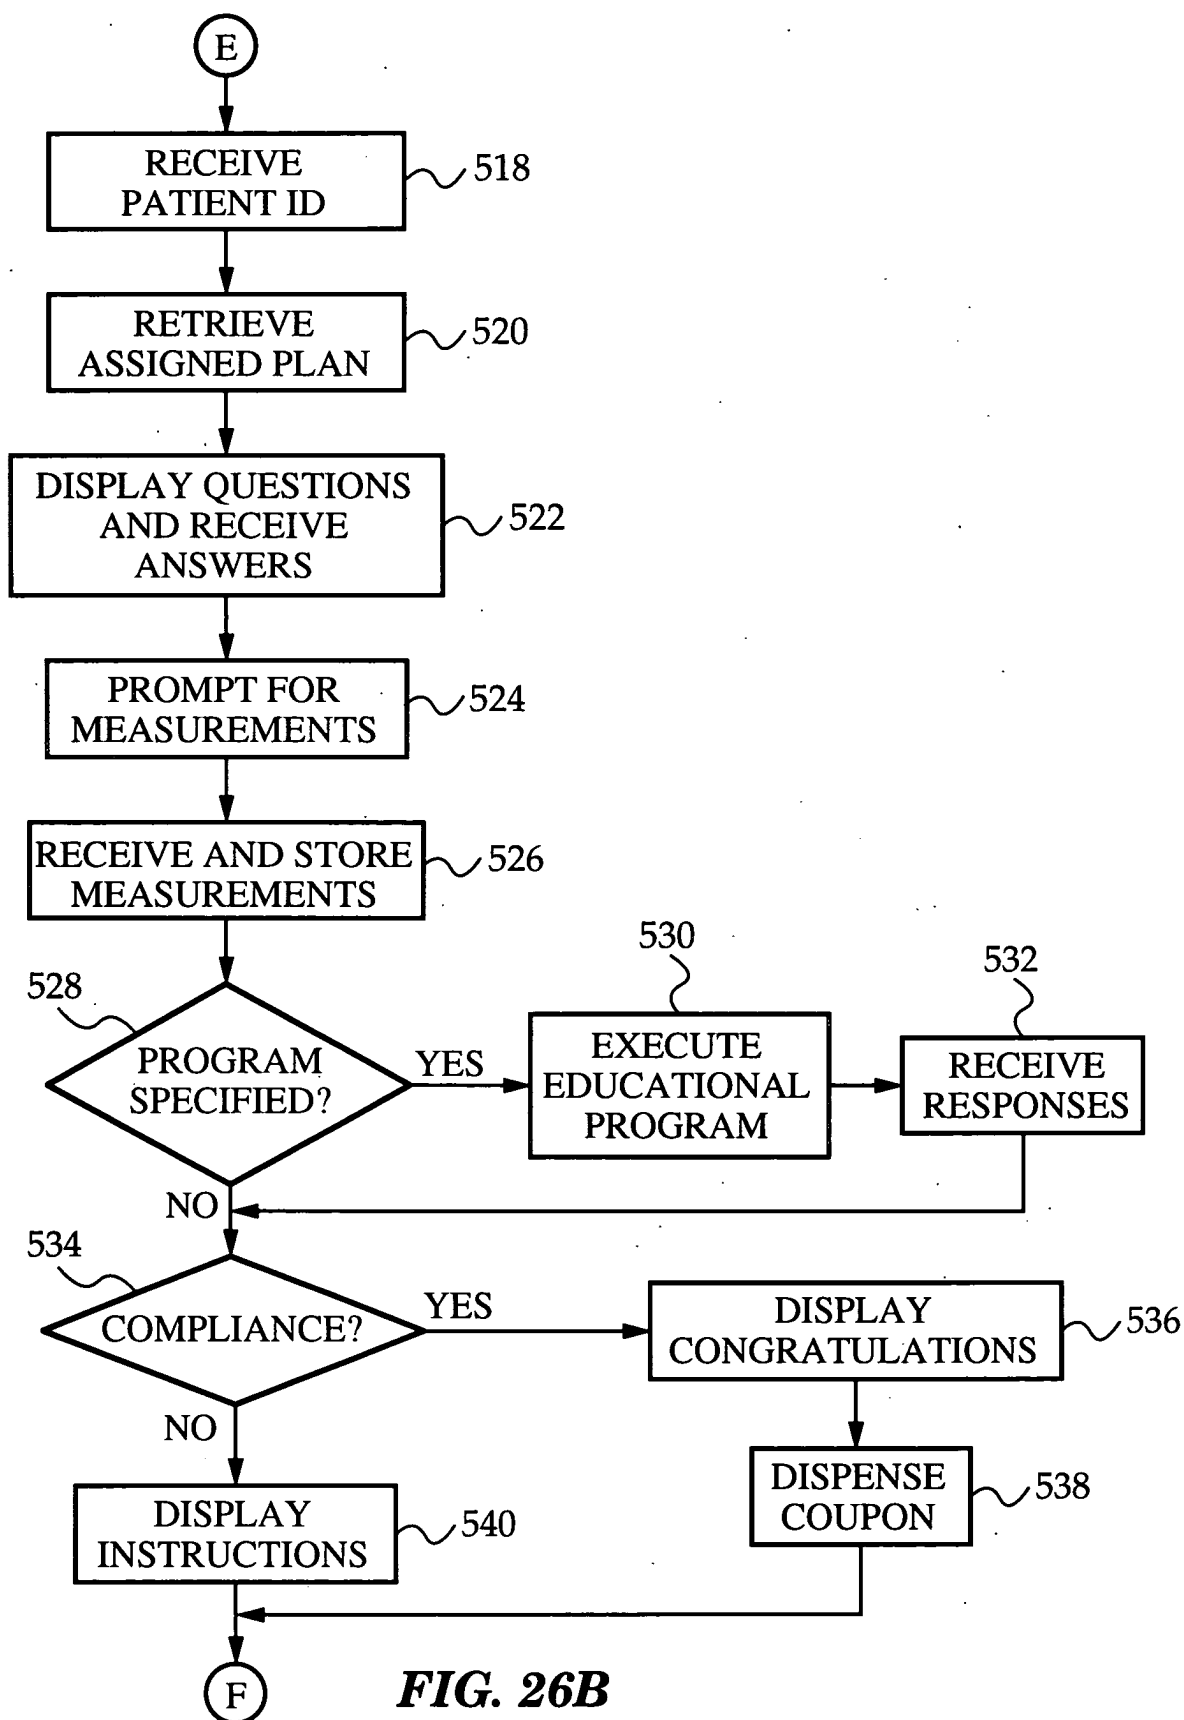 E
RECEIVE
PATIENT ID
518
RETRIEVE
ASSIGNED PLAN
520
DISPLAY QUESTIONS
AND RECEIVE
ANSWERS
522
PROMPT FOR
MEASUREMENTS
524
RECEIVE AND STORE
MEASUREMENTS
526
528
PROGRAM
SPECIFIED?
YES
530
EXECUTE
EDUCATIONAL
PROGRAM
532
RECEIVE
RESPONSES
NO
534
COMPLIANCE?
YES
DISPLAY
CONGRATULATIONS
536
NO
DISPENSE
COUPON
538
DISPLAY
INSTRUCTIONS
540
F
FIG. 26B